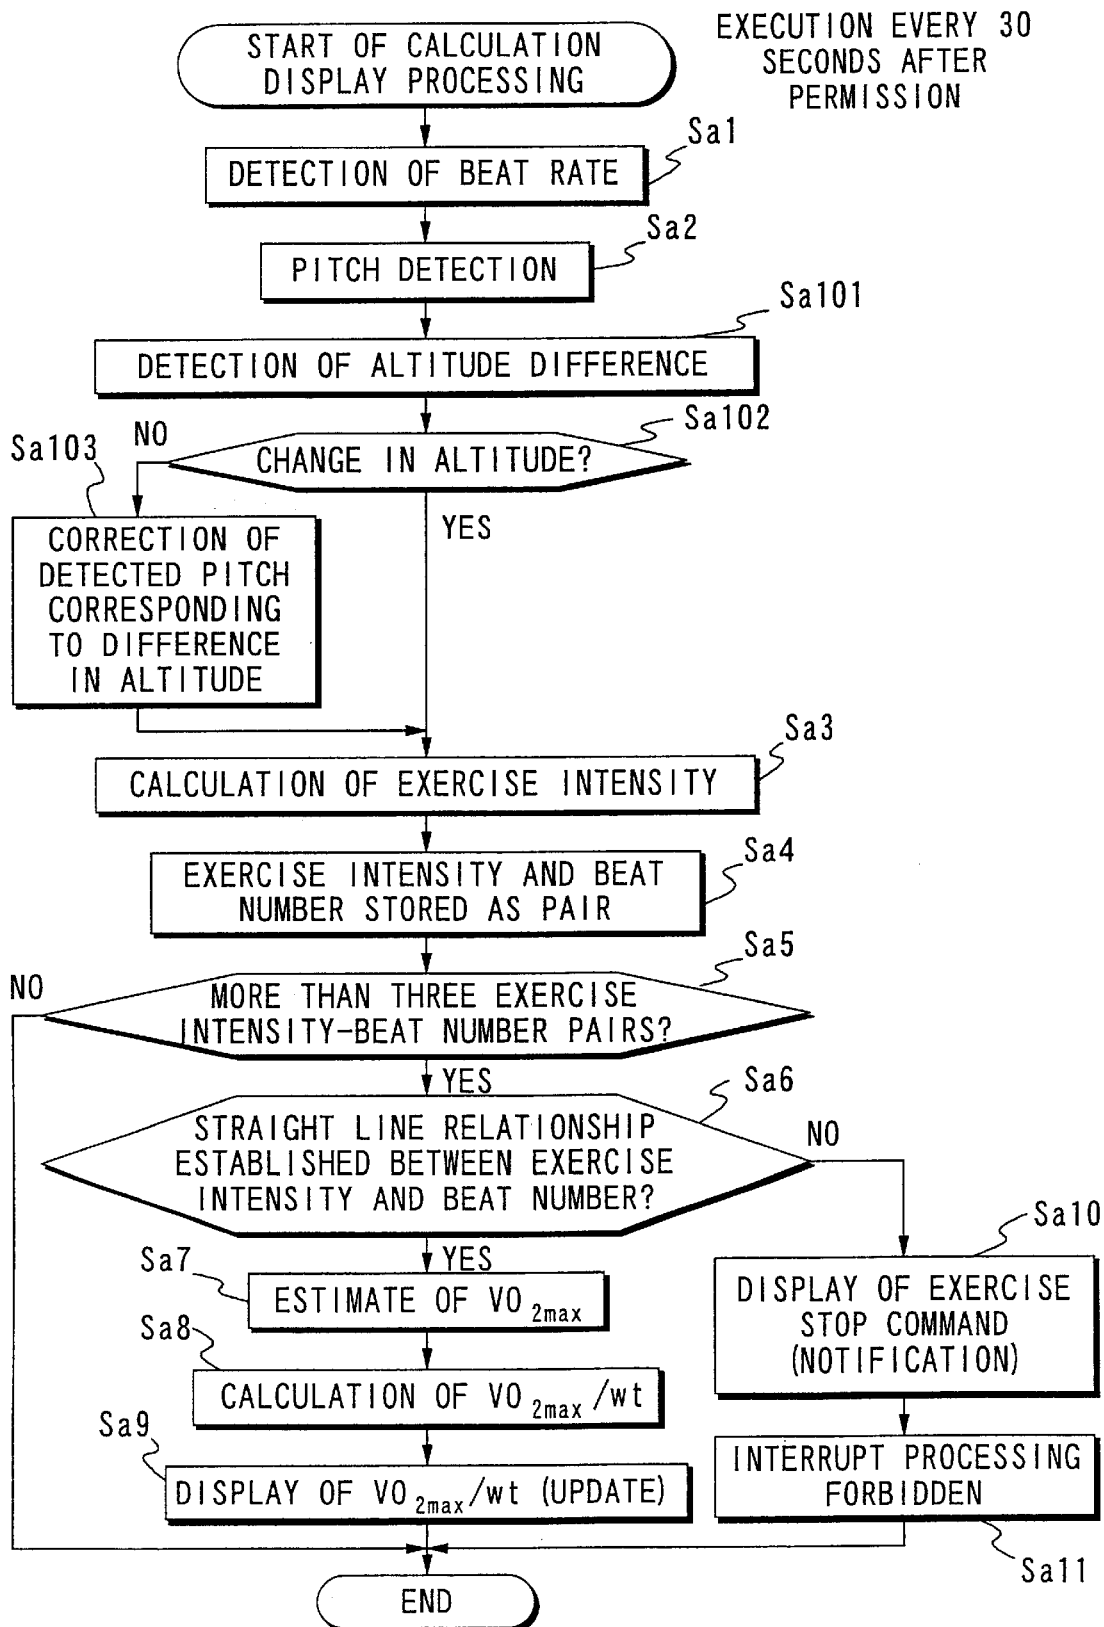 START OF CALCULATION
DISPLAY PROCESSING
EXECUTION EVERY 30
SECONDS AFTER
PERMISSION
Sa1
DETECTION OF BEAT RATE
Sa2
PITCH DETECTION
Sa101
DETECTION OF ALTITUDE DIFFERENCE
Sa102
CHANGE IN ALTITUDE?
NO
Sa103
YES
CORRECTION OF
DETECTED PITCH
CORRESPONDING
TO DIFFERENCE
IN ALTITUDE
Sa3
CALCULATION OF EXERCISE INTENSITY
Sa4
EXERCISE INTENSITY AND BEAT
NUMBER STORED AS PAIR
Sa5
NO
MORE THAN THREE EXERCISE
INTENSITY-BEAT NUMBER PAIRS?
YES
Sa6
STRAIGHT LINE RELATIONSHIP
ESTABLISHED BETWEEN EXERCISE
INTENSITY AND BEAT NUMBER?
NO
YES
Sa7
ESTIMATE OF VO2max
Sa8
CALCULATION OF VO2max/wt
Sa9
DISPLAY OF VO2max/wt (UPDATE)
Sa10
DISPLAY OF EXERCISE
STOP COMMAND
(NOTIFICATION)
INTERRUPT PROCESSING
FORBIDDEN
Sa11
END